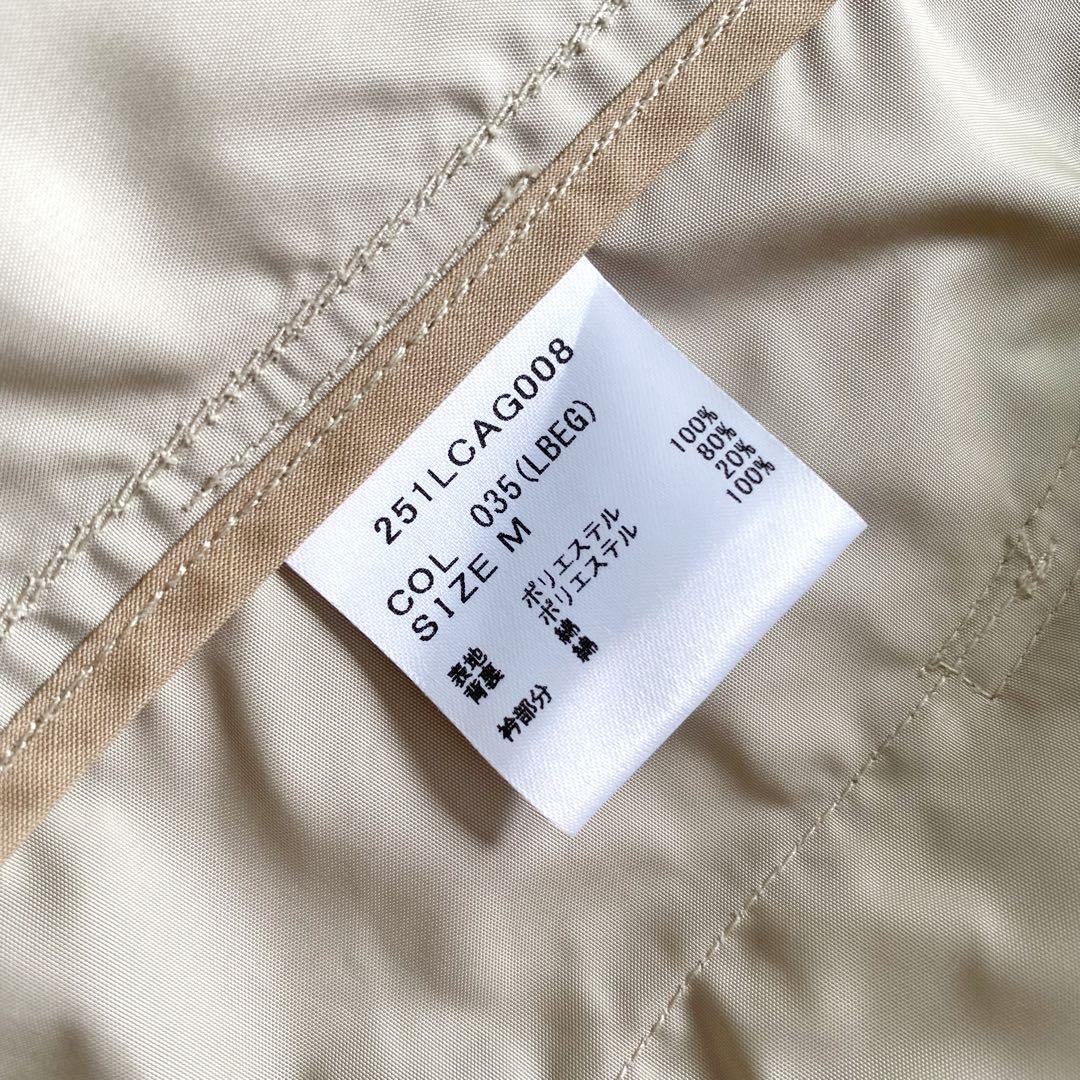 251LCAG008
COL 035(LBEG)
SIZE M
表地 ポリエステル 100%
背裏 ポリエステル 80%
綿 20%
衿部分 綿 100%